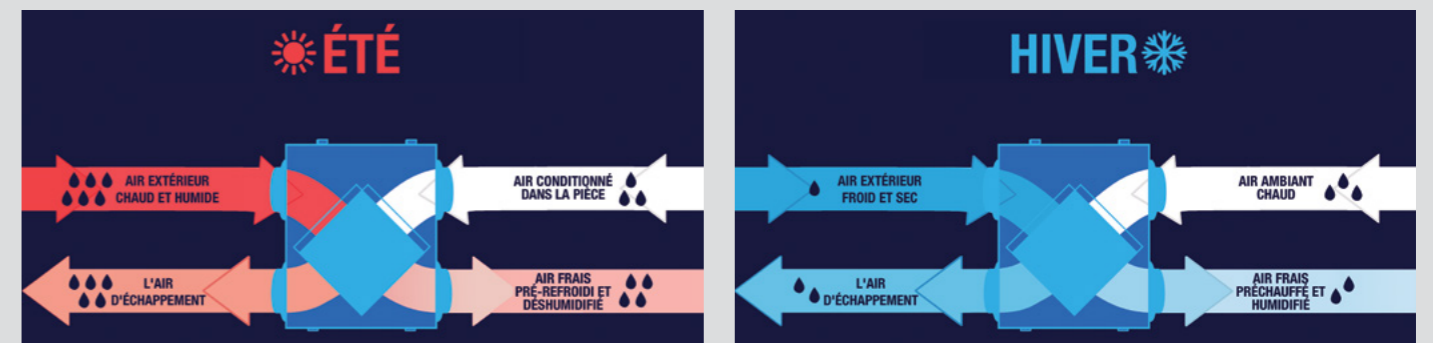 ÉTÉ
AIR EXTÉRIEUR
CHAUD ET HUMIDE
AIR CONDITIONNÉ
DANS LA PIÈCE
L'AIR
D'ÉCHAPPEMENT
AIR FRAIS
PRÉ-REFROIDI ET
DÉSHUMIDIFIÉ
HIVER
AIR EXTÉRIEUR
FROID ET SEC
AIR AMBIANT
CHAUD
L'AIR
D'ÉCHAPPEMENT
AIR FRAIS
PRÉCHAUFFÉ ET
HUMIDIFIÉ